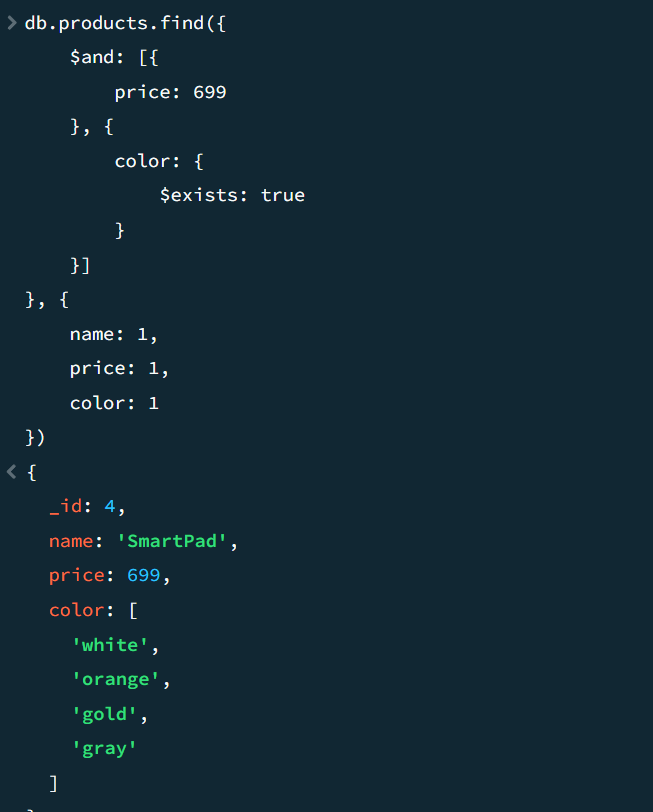 > db.products.find({
$and: [{
price: 699
}, {
color: {
$exists: true
}
}]
}, {
name: 1,
price: 1,
color: 1
})
< {
_id: 4,
name: 'SmartPad',
price: 699,
color: [
'white',
'orange',
'gold',
'gray'
]
}